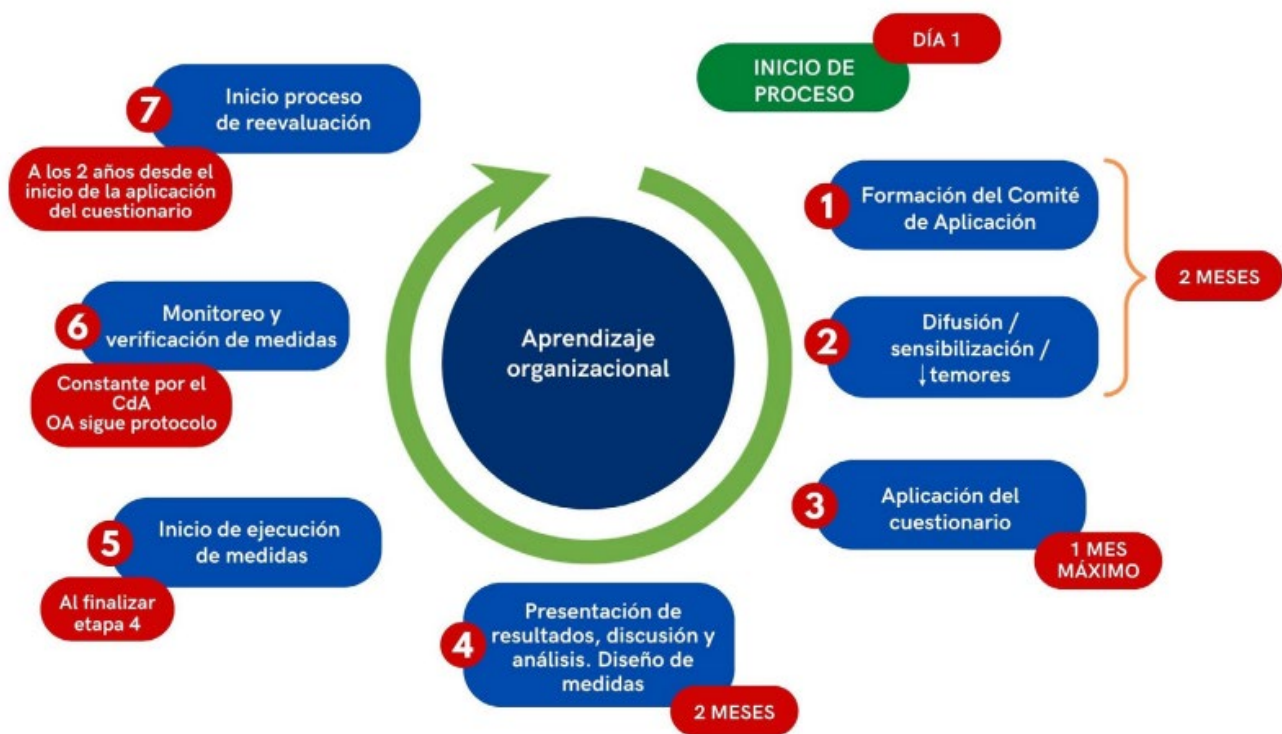 DÍA 1
INICIO DE
PROCESO
1
Formación del Comité
de Aplicación
2 MESES
2
Difusión /
sensibilización /
↓temores
3
Aplicación del
cuestionario
1 MES
MÁXIMO
4
Presentación de
resultados, discusión y
análisis. Diseño de
medidas
2 MESES
5
Inicio de ejecución
de medidas
Al finalizar
etapa 4
6
Monitoreo y
verificación de medidas
Constante por el
CdA
OA sigue protocolo
7
Inicio proceso
de reevaluación
A los 2 años desde el
inicio de la aplicación
del cuestionario
Aprendizaje
organizacional